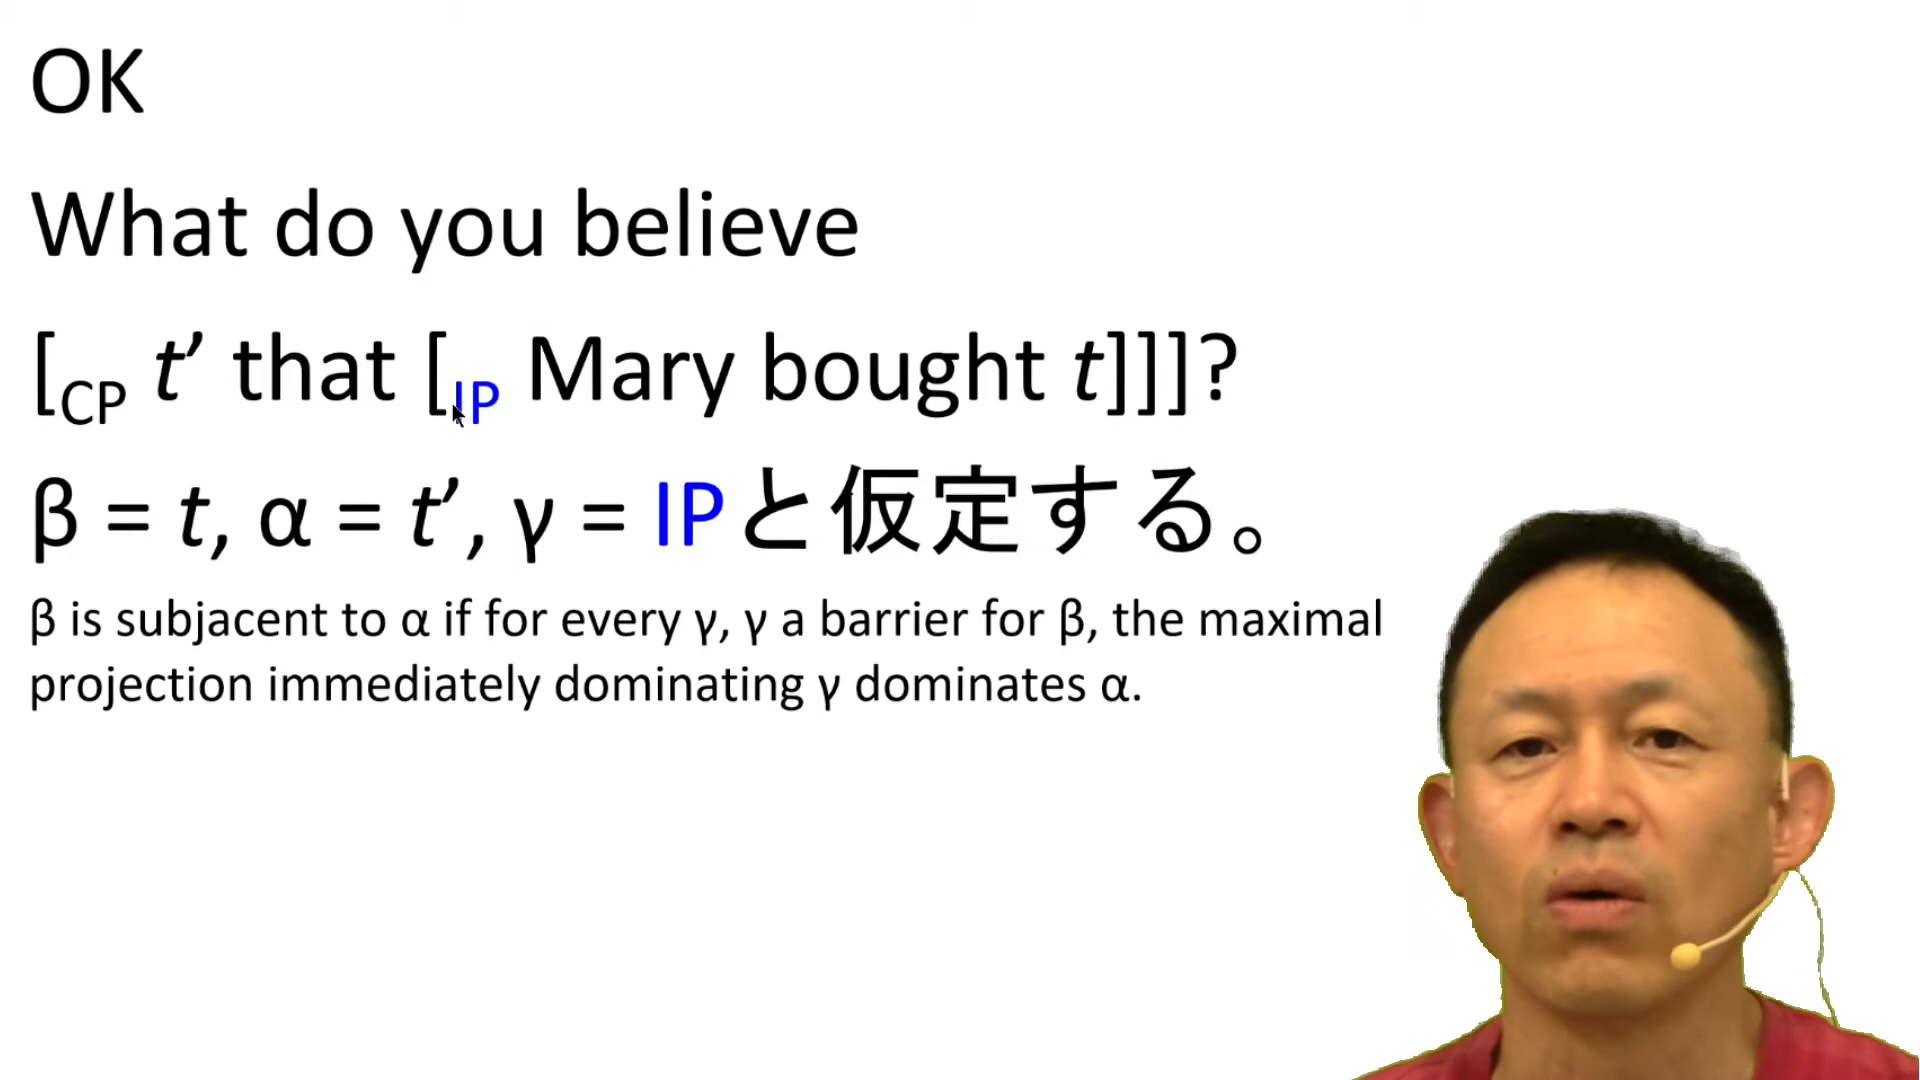 OK
What do you believe
[CP t’ that [IP Mary bought t]]]?
β = t, α = t’, γ = IPと仮定する。
β is subjacent to α if for every γ, γ a barrier for β, the maximal
projection immediately dominating γ dominates α.